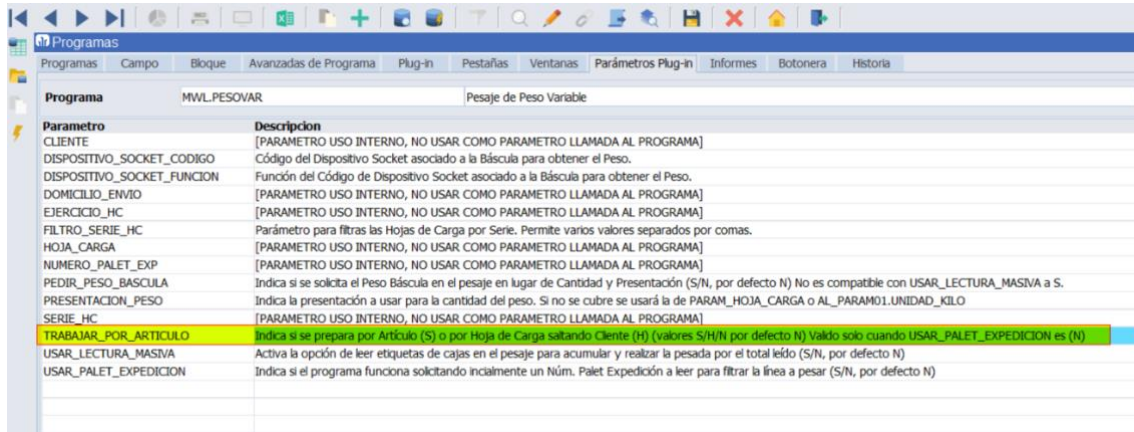 Programas
Programas Campo Bloque Avanzadas de Programa Plug-in Pestañas Ventanas Parámetros Plug-in Informes Botonera Historia
Programa MWL.PESOVAR Pesaje de Peso Variable
Parametro Descripcion
CLIENTE [PARAMETRO USO INTERNO, NO USAR COMO PARAMETRO LLAMADA AL PROGRAMA]
DISPOSITIVO_SOCKET_CODIGO Código del Dispositivo Socket asociado a la Báscula para obtener el Peso.
DISPOSITIVO_SOCKET_FUNCION Función del Código de Dispositivo Socket asociado a la Báscula para obtener el Peso.
DOMICILIO_ENVIO [PARAMETRO USO INTERNO, NO USAR COMO PARAMETRO LLAMADA AL PROGRAMA]
EJERCICIO_HC [PARAMETRO USO INTERNO, NO USAR COMO PARAMETRO LLAMADA AL PROGRAMA]
FILTRO_SERIE_HC Parámetro para filtras las Hojas de Carga por Serie. Permite varios valores separados por comas.
HOJA_CARGA [PARAMETRO USO INTERNO, NO USAR COMO PARAMETRO LLAMADA AL PROGRAMA]
NUMERO_PALET_EXP [PARAMETRO USO INTERNO, NO USAR COMO PARAMETRO LLAMADA AL PROGRAMA]
PEDIR_PESO_BASCULA Indica si se solicita el Peso Báscula en el pesaje en lugar de Cantidad y Presentación (S/N, por defecto N) No es compatible con USAR_LECTURA_MASIVA a S.
PRESENTACION_PESO Indica la presentación a usar para la cantidad del peso. Si no se cubre se usará la de PARAM_HOJA_CARGA o AL_PARAM01.UNIDAD_KILO
SERIE_HC [PARAMETRO USO INTERNO, NO USAR COMO PARAMETRO LLAMADA AL PROGRAMA]
TRABAJAR_POR_ARTICULO Indica si se prepara por Artículo (S) o por Hoja de Carga saltando Cliente (H) (valores S/H/N por defecto N) Valido solo cuando USAR_PALET_EXPEDICION es (N)
USAR_LECTURA_MASIVA Activa la opción de leer etiquetas de cajas en el pesaje para acumular y realzar la pesada por el total leído (S/N, por defecto N)
USAR_PALET_EXPEDICION Indica si el programa funciona solicitando incialmente un Núm. Palet Expedición a leer para filtrar la línea a pesar (S/N, por defecto N)